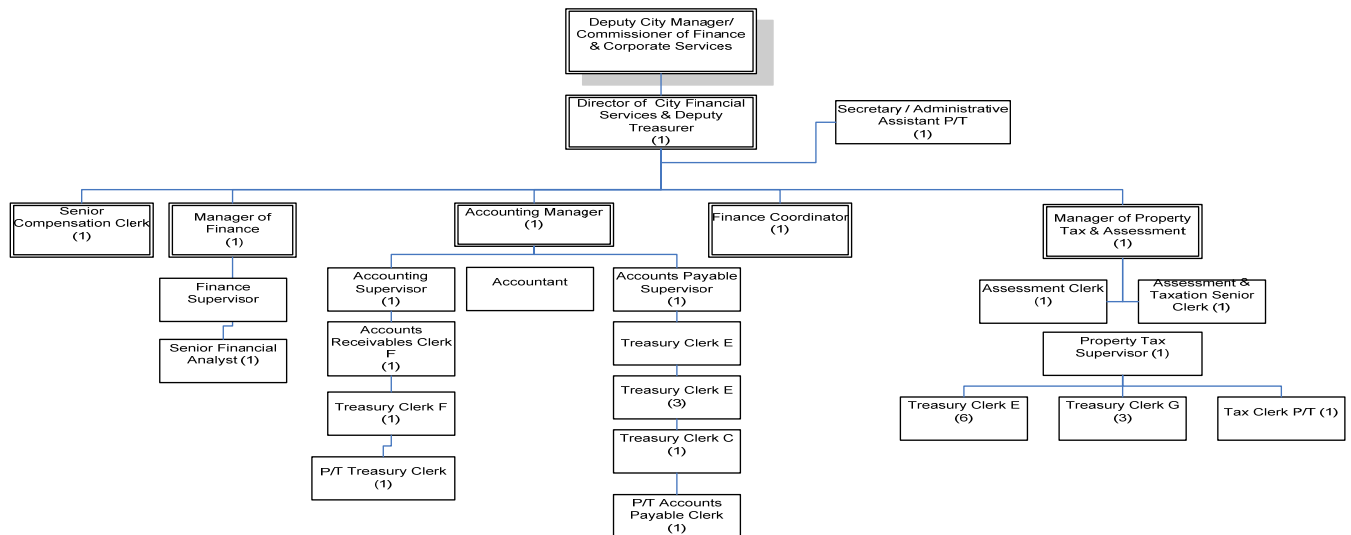 Deputy City Manager/
Commissioner of Finance
& Corporate Services
Director of City Financial
Services & Deputy
Treasurer
(1)
Secretary / Administrative
Assistant P/T
(1)
Senior
Compensation Clerk
(1)
Manager of
Finance
(1)
Accounting Manager
(1)
Finance Coordinator
(1)
Manager of Property
Tax & Assessment
(1)
Finance
Supervisor
Senior Financial
Analyst (1)
Accounting
Supervisor
(1)
Accountant
Accounts Payable
Supervisor
(1)
Accounts
Receivables Clerk
F
(1)
Treasury Clerk F
(1)
P/T Treasury Clerk
(1)
Treasury Clerk E
Treasury Clerk E
(3)
Treasury Clerk C
(1)
P/T Accounts
Payable Clerk
(1)
Assessment Clerk
(1)
Assessment &
Taxation Senior
Clerk (1)
Property Tax
Supervisor (1)
Treasury Clerk E
(6)
Treasury Clerk G
(3)
Tax Clerk P/T (1)